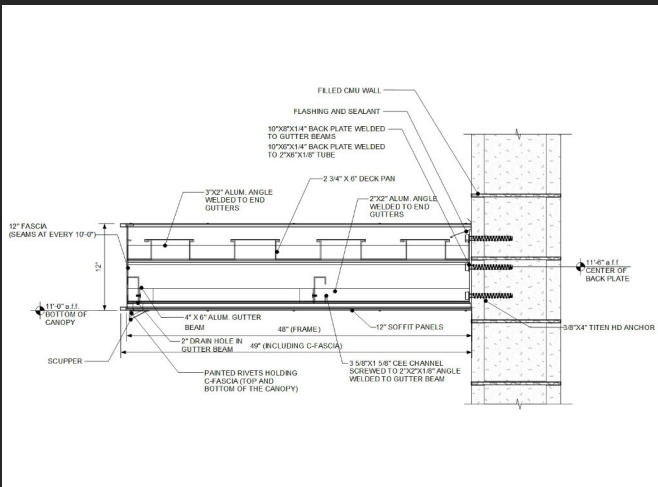 FILLED CMU WALL
FLASHING AND SEALANT
10"X8"X1/4" BACK PLATE WELDED
TO GUTTER BEAMS
10"X6"X1/4" BACK PLATE WELDED
TO 2"X6"X1/8" TUBE
2 3/4" X 6" DECK PAN
3"X2" ALUM. ANGLE
WELDED TO END
GUTTERS
2"X2" ALUM. ANGLE
WELDED TO END
GUTTERS
12" FASCIA
(SEAMS AT EVERY 10'-0")
12"
11'-6" a.f.f.
CENTER OF
BACK PLATE
11'-0" a.f.f.
BOTTOM OF
CANOPY
4" X 6" ALUM. GUTTER
BEAM
12" SOFFIT PANELS
3/8"X4" TITEN HD ANCHOR
48" (FRAME)
2" DRAIN HOLE IN
GUTTER BEAM
49" (INCLUDING C-FASCIA)
SCUPPER
3 5/8"X1 5/8" CEE CHANNEL
SCREWED TO 2"X2"X1/8" ANGLE
WELDED TO GUTTER BEAM
PAINTED RIVETS HOLDING
C-FASCIA (TOP AND
BOTTOM OF THE CANOPY)